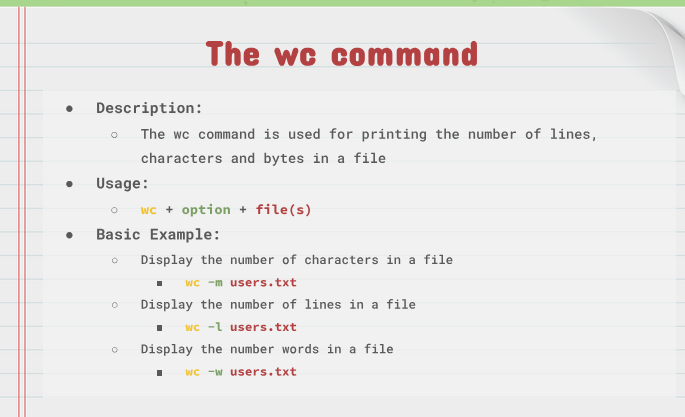 The wc command
● Description:
○ The wc command is used for printing the number of lines,
characters and bytes in a file
● Usage:
○ wc + option + file(s)
● Basic Example:
○ Display the number of characters in a file
■ wc -m users.txt
○ Display the number of lines in a file
■ wc -l users.txt
○ Display the number words in a file
■ wc -w users.txt